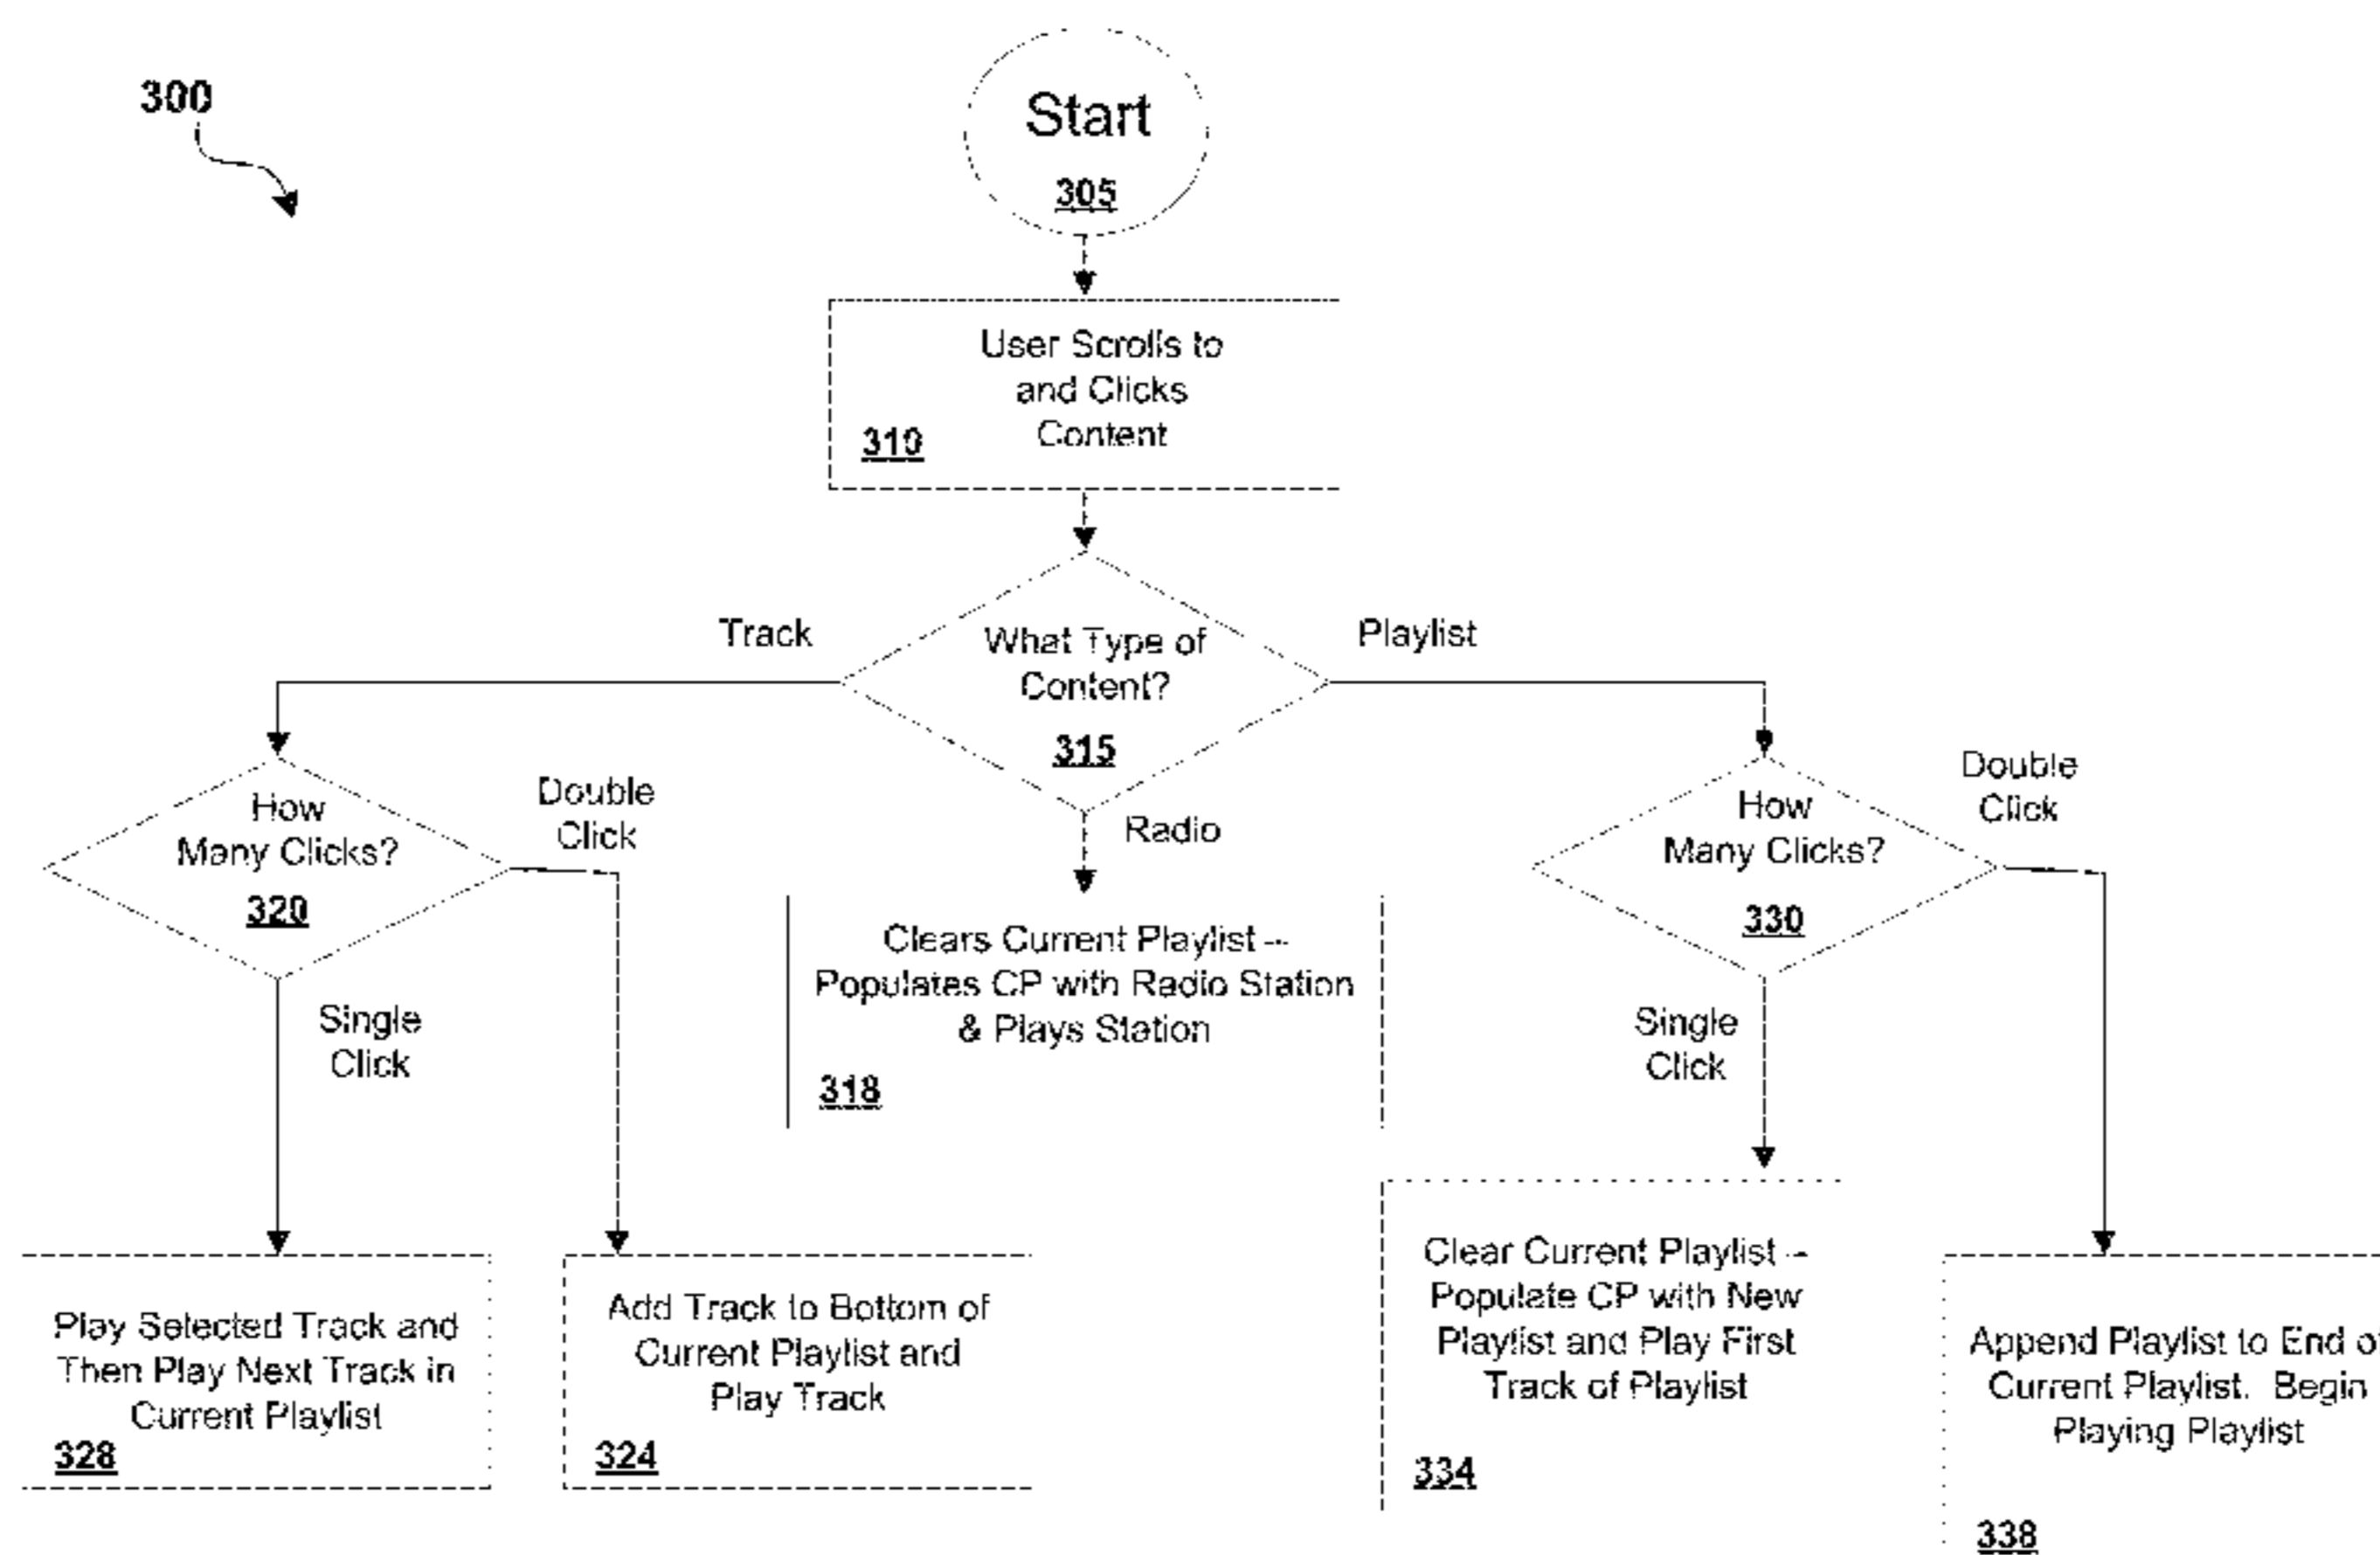 300
Start
305
User Scrolls to
and Clicks
Content
310
Track
What Type of
Content?
315
Playlist
Radio
How
Many Clicks?
320
Double
Click
Single
Click
Clears Current Playlist --
Populates CP with Radio Station
& Plays Station
318
How
Many Clicks?
330
Double
Click
Single
Click
Play Selected Track and
Then Play Next Track in
Current Playlist
328
Add Track to Bottom of
Current Playlist and
Play Track
324
Clear Current Playlist --
Populate CP with New
Playlist and Play First
Track of Playlist
334
Append Playlist to End of
Current Playlist. Begin
Playing Playlist
338